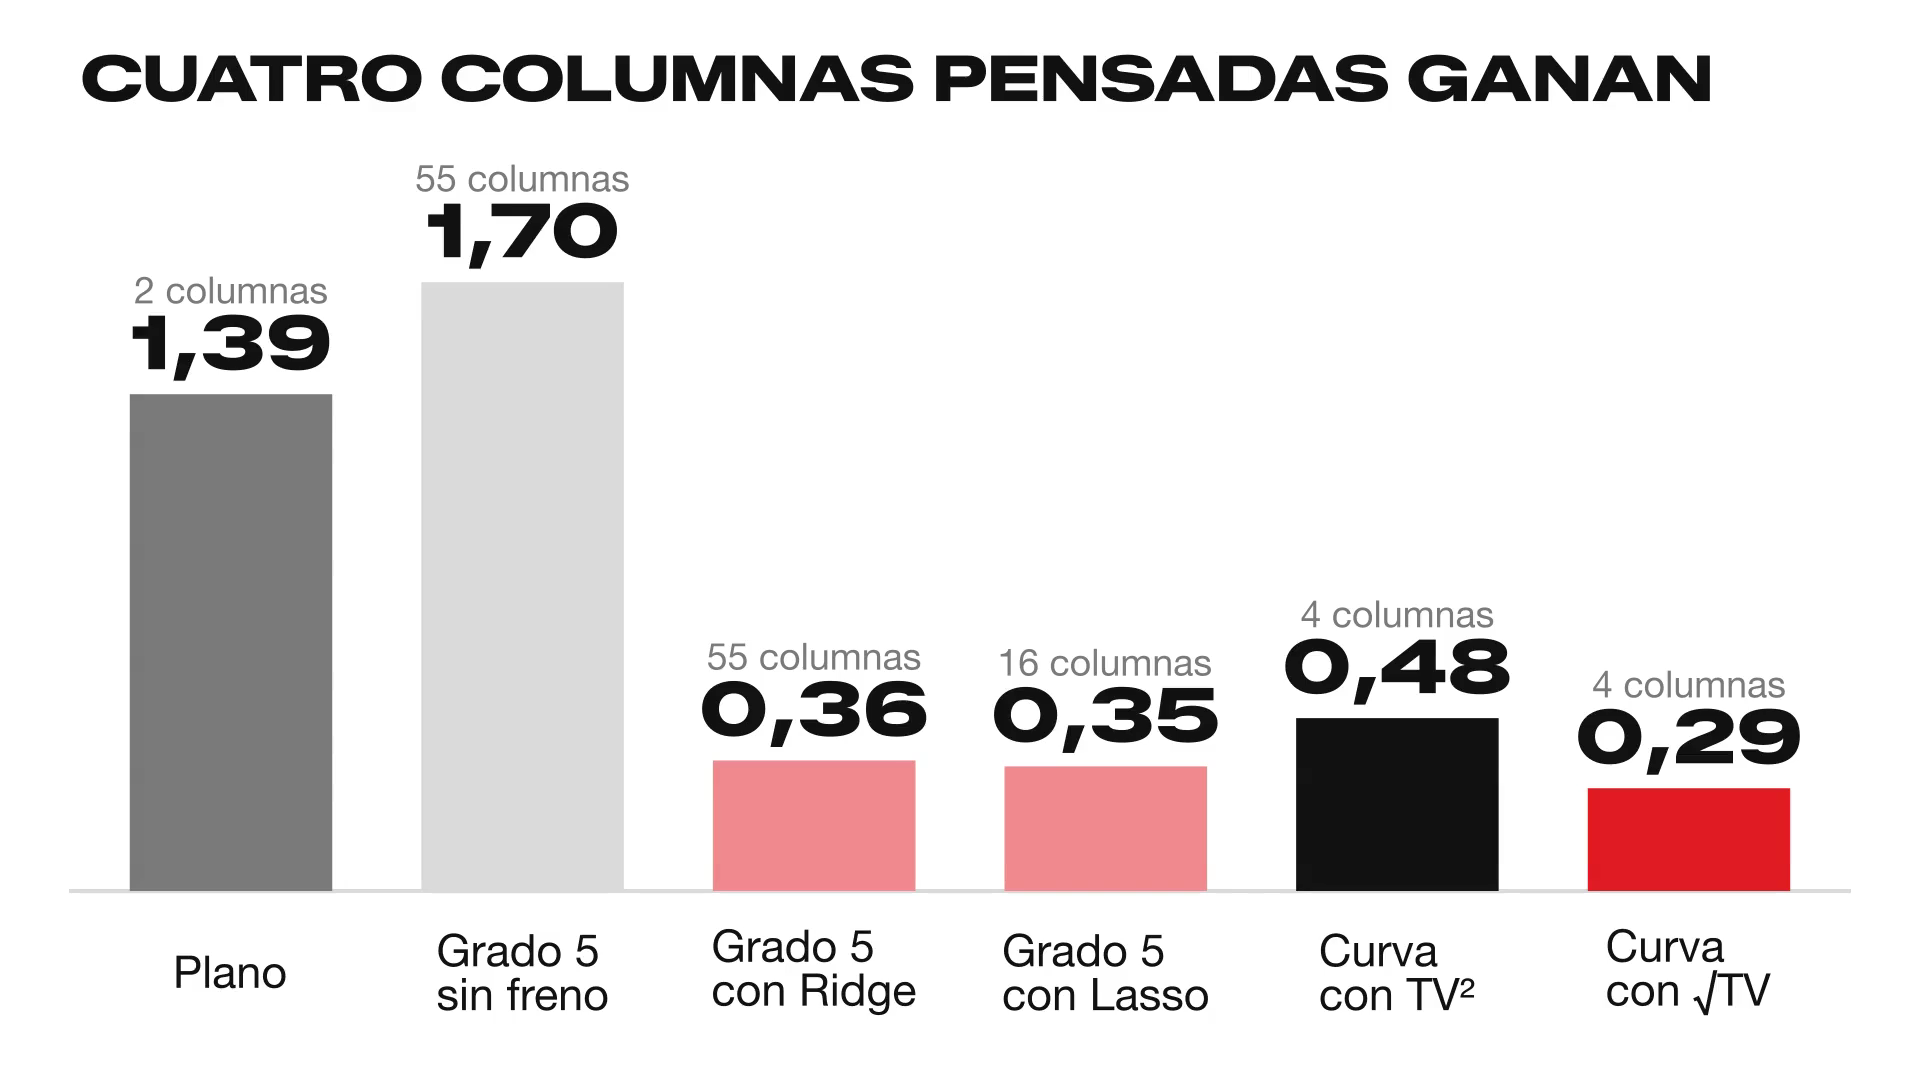 CUATRO COLUMNAS PENSADAS GANAN
2 columnas
1,39
55 columnas
1,70
55 columnas
0,36
16 columnas
0,35
4 columnas
0,48
4 columnas
0,29
Plano
Grado 5
sin freno
Grado 5
con Ridge
Grado 5
con Lasso
Curva
con TV²
Curva
con √TV